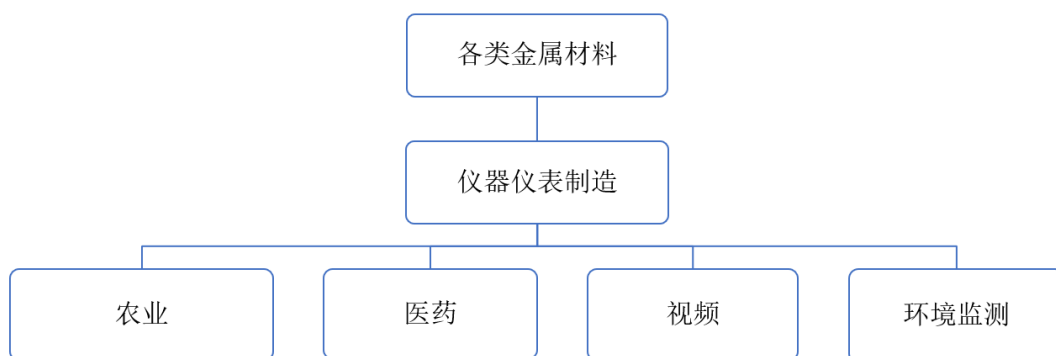 各类金属材料
仪器仪表制造
农业
医药
视频
环境监测